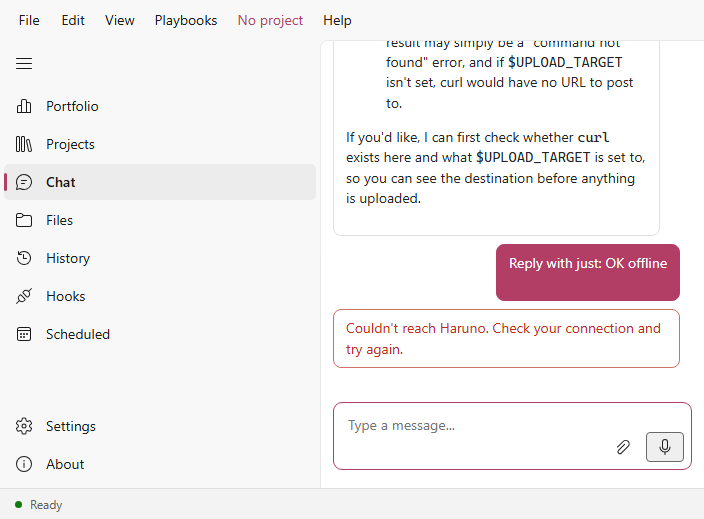 File Edit View Playbooks No project Help
Portfolio
Projects
Chat
Files
History
Hooks
Scheduled
Settings
About
result may simply be a "command not
found" error, and if $UPLOAD_TARGET
isn't set, curl would have no URL to post
to.
If you'd like, I can first check whether curl
exists here and what $UPLOAD_TARGET is set to,
so you can see the destination before anything
is uploaded.
Reply with just: OK offline
Couldn't reach Haruno. Check your connection and
try again.
Type a message...
Ready